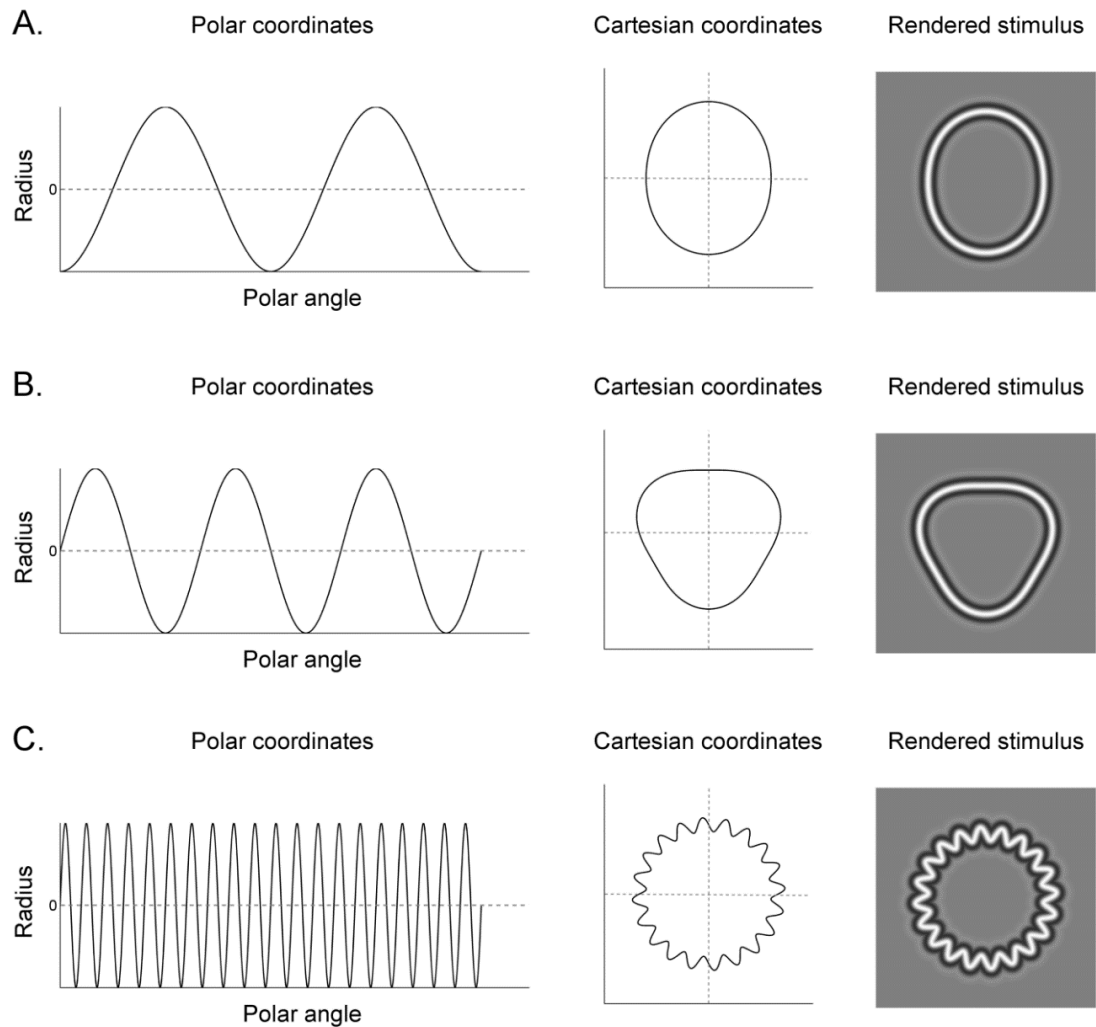 A.
Polar coordinates
Cartesian coordinates
Rendered stimulus
Radius
0
Polar angle
B.
Polar coordinates
Cartesian coordinates
Rendered stimulus
Radius
0
Polar angle
C.
Polar coordinates
Cartesian coordinates
Rendered stimulus
Radius
0
Polar angle